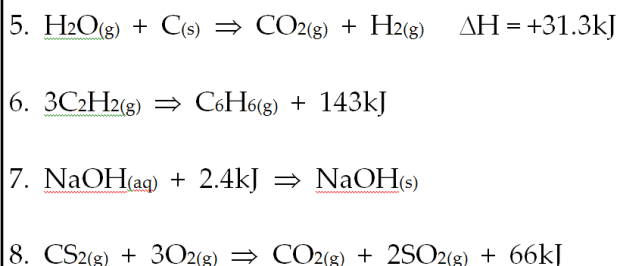 5. H2O(g) + C(s) ⇒ CO2(g) + H2(g) ΔH = +31.3kJ
6. 3C2H2(g) ⇒ C6H6(g) + 143kJ
7. NaOH(aq) + 2.4kJ ⇒ NaOH(s)
8. CS2(g) + 3O2(g) ⇒ CO2(g) + 2SO2(g) + 66kJ